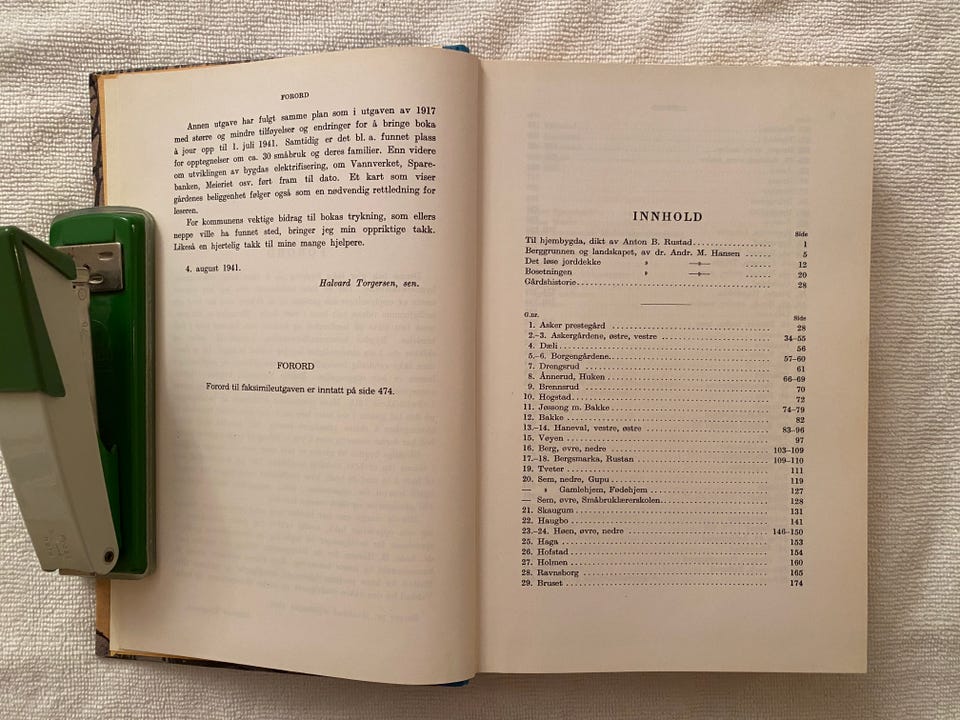 FORORD
Annen utgave har fulgt samme plan som i utgaven av 1917
med større og mindre tilføyelser og endringer for å bringe boka
à jour opp til 1. juli 1941. Samtidig er det bl. a. funnet plass
for opptegnelser om ca. 30 småbruk og deres familier. Enn videre
om utviklingen av bygdas elektrifisering, om Vannverket, Spare-
banken, Meieriet osv. ført fram til dato. Et kart som viser
gårdenes beliggenhet følger også som en nødvendig rettledning for
leseren.
For kommunens vektige bidrag til bokas trykning, som ellers
neppe ville ha funnet sted, bringer jeg min oppriktige takk.
Likeså en hjertelig takk til mine mange hjelpere.
4. august 1941.
Halvard Torgersen, sen.
FORORD
Forord til faksimileutgaven er inntatt på side 474.
INNHOLD
Side
Til hjembygda, dikt av Anton B. Rustad 1
Berggrunnen og landskapet, av dr. Andr. M. Hansen 5
Det løse jorddekke » —»— 12
Bosetningen » —»— 20
Gårdshistorie 28
G.nr. Side
1. Asker prestegård 28
2.–3. Askergårdene, østre, vestre 34–55
4. Dæli 56
5.–6. Borgengårdene 57–60
7. Drengsrud 61
8. Ånnerud, Huken 66–69
9. Brennsrud 70
10. Hogstad 72
11. Jøssong m. Bakke 74–79
12. Bakke 82
13.–14. Haneval, vestre, østre 83–96
15. Vøyen 97
16. Berg, øvre, nedre 103–109
17.–18. Bergsmarka, Rustan 109–110
19. Tveter 111
20. Sem, nedre, Gupu 119
— » Gamlehjem, Fødehjem 127
— Sem, øvre, Småbruklærerskolen 128
21. Skaugum 131
22. Haugbo 141
23.–24. Høen, øvre, nedre 146–150
25. Haga 153
26. Hofstad 154
27. Holmen 160
28. Ravnsborg 165
29. Bruset 174